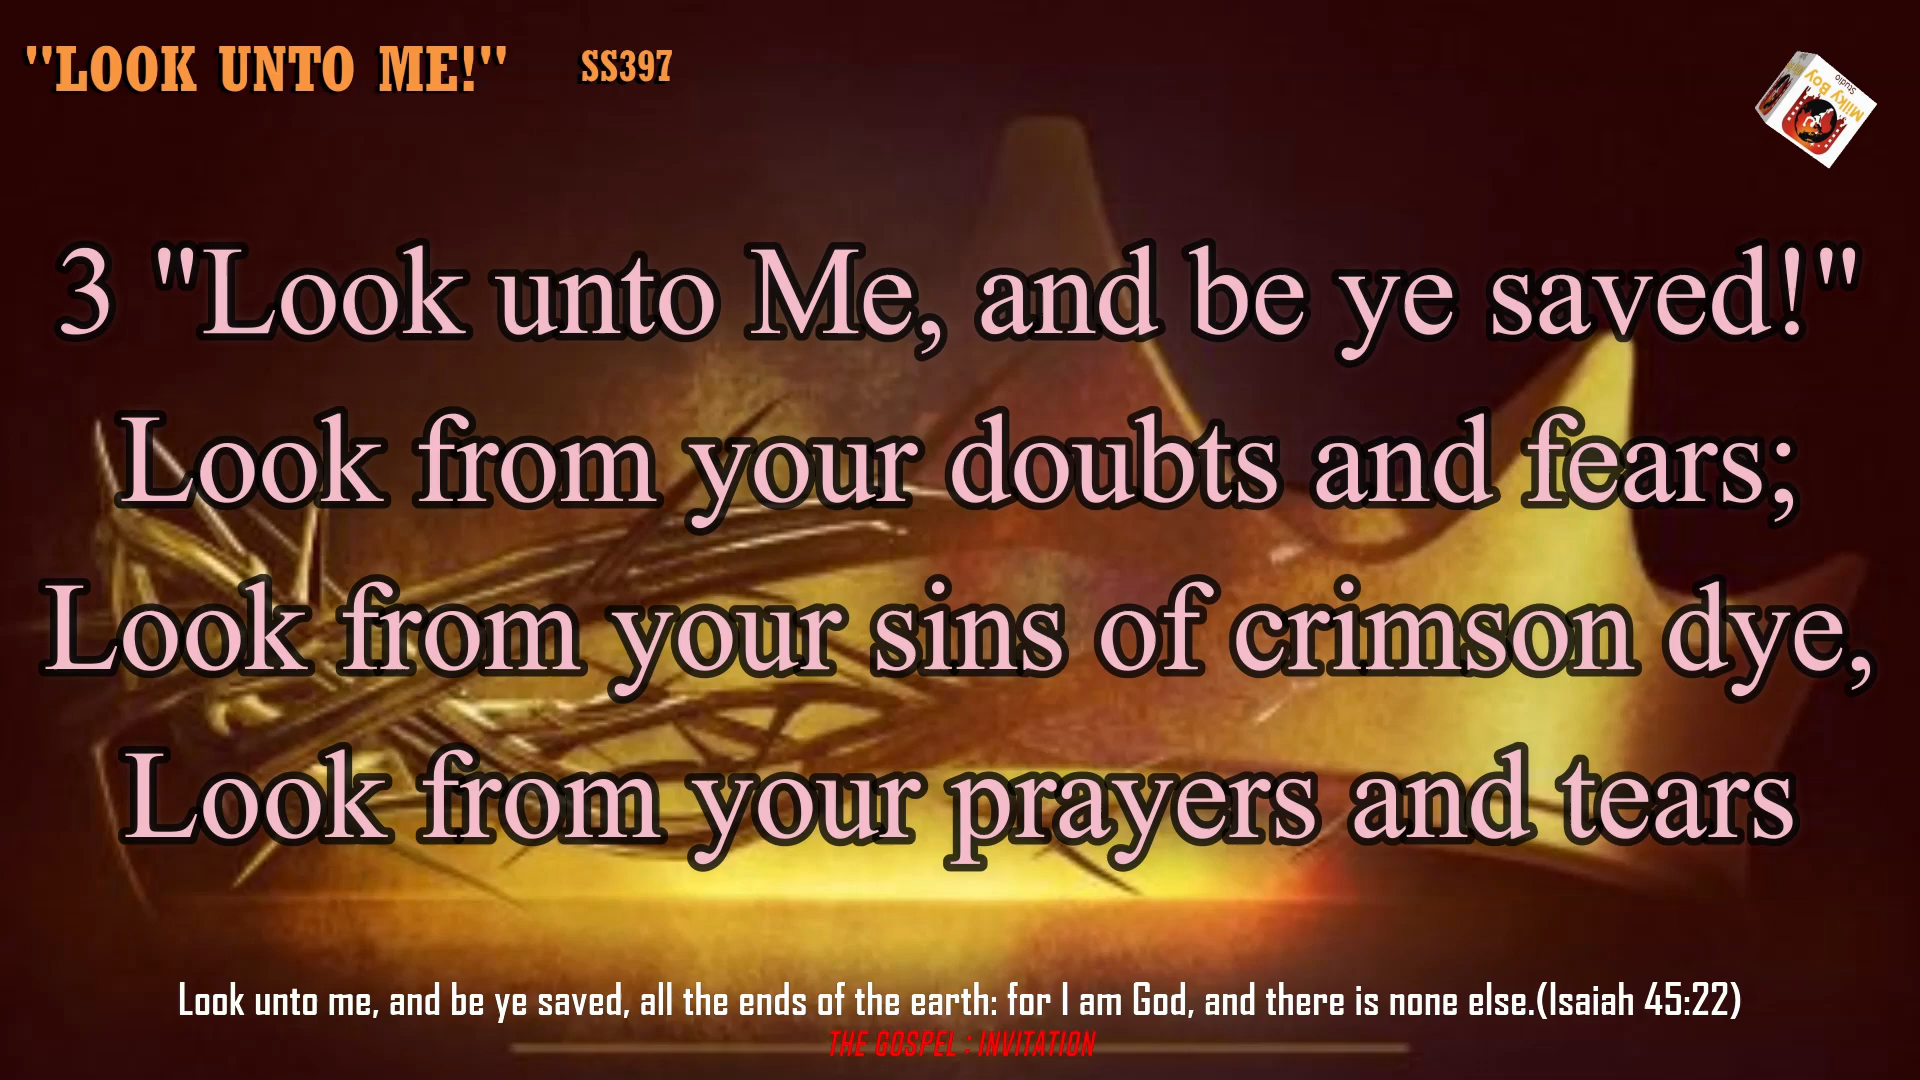 "LOOK UNTO ME!" SS397
Milky Boy
Studio
3 "Look unto Me, and be ye saved!"
Look from your doubts and fears;
Look from your sins of crimson dye,
Look from your prayers and tears
Look unto me, and be ye saved, all the ends of the earth: for I am God, and there is none else.(Isaiah 45:22)
THE GOSPEL : INVITATION